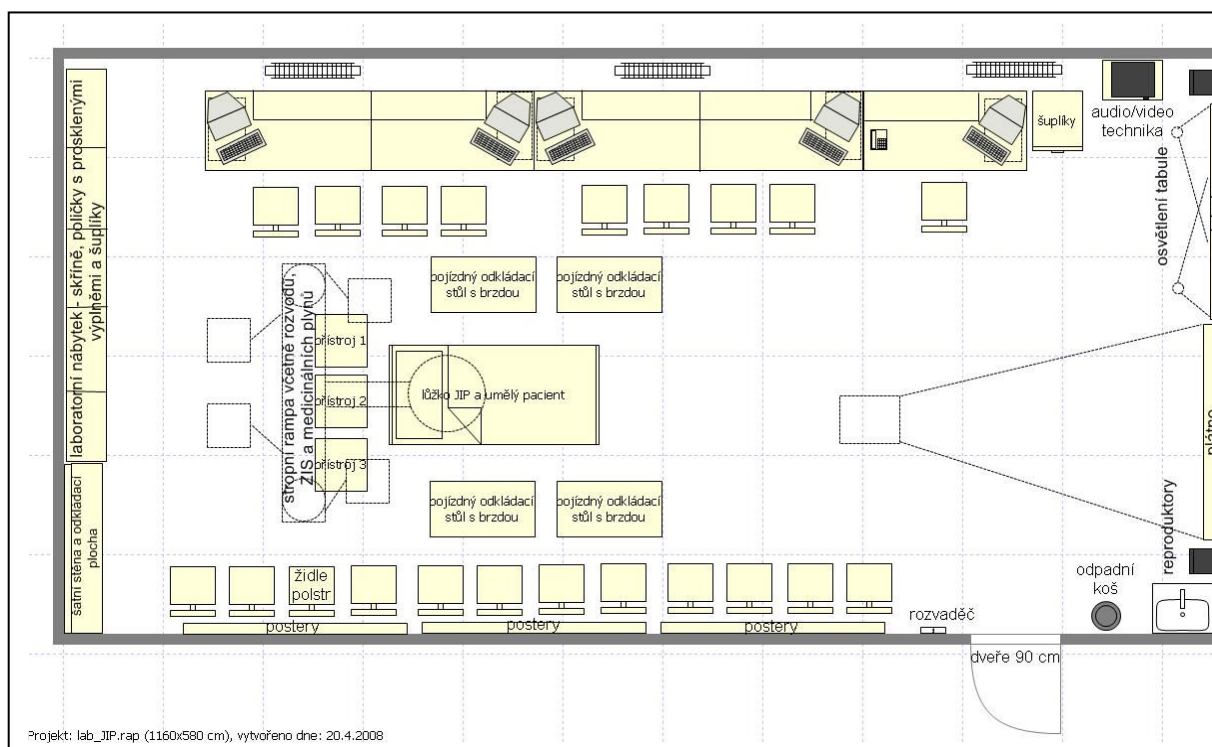 šuplíky
audio/video
technika
osvětlení tabule
laboratorní nábytek - skříně, poličky s prosklenými
výplněmi a šuplíky
pojízdný odkládací
stůl s brzdou
pojízdný odkládací
stůl s brzdou
stropní rampa včetně rozvodů,
ZIS a medicinálních plynů
přístroj 1
přístroj 2
přístroj 3
lůžko JIP a umělý pacient
plátno
pojízdný odkládací
stůl s brzdou
pojízdný odkládací
stůl s brzdou
reproduktory
šatní stěna a odkládací
plocha
židle
polstr
odpadní
koš
rozvaděč
postery
postery
postery
dveře 90 cm
Projekt: lab_JIP.rap (1160x580 cm), vytvořeno dne: 20.4.2008